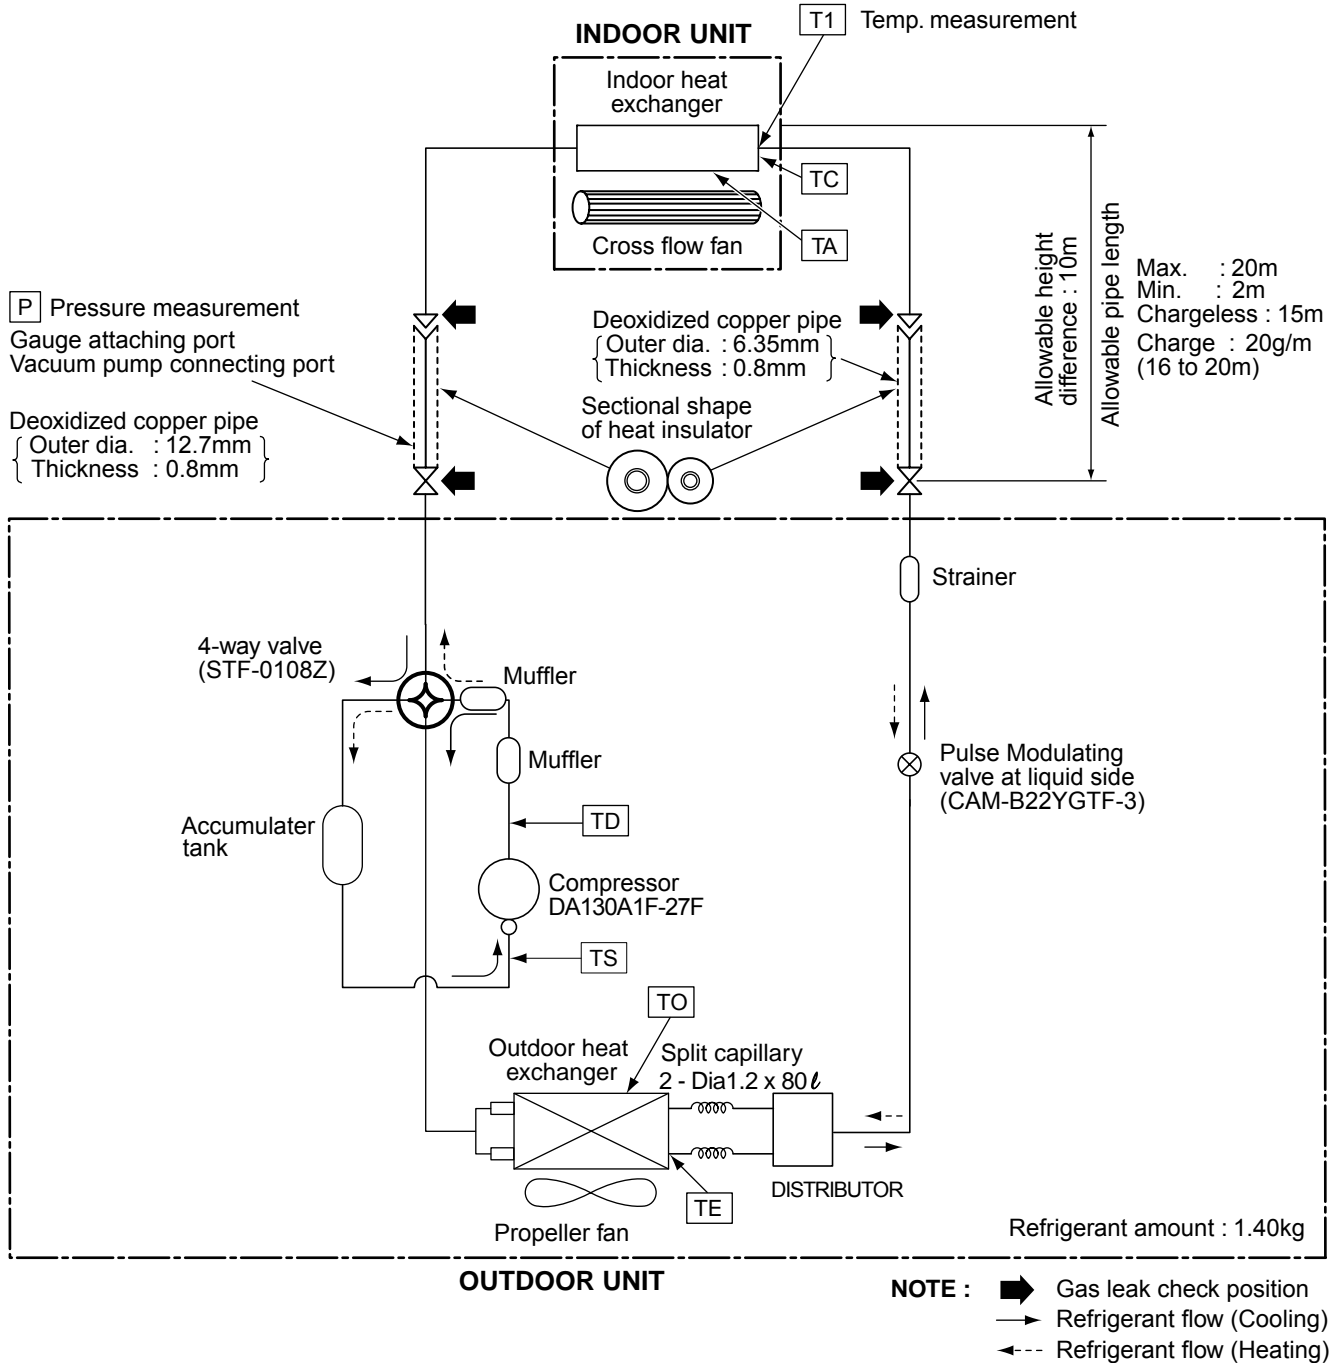 T1 Temp. measurement
INDOOR UNIT
Indoor heat
exchanger
TC
Cross flow fan
TA
Allowable height
difference : 10m
Allowable pipe length
Max. : 20m
Min. : 2m
Chargeless : 15m
Charge : 20g/m
(16 to 20m)
P Pressure measurement
Gauge attaching port
Vacuum pump connecting port
Deoxidized copper pipe
Outer dia. : 12.7mm
Thickness : 0.8mm
Deoxidized copper pipe
Outer dia. : 6.35mm
Thickness : 0.8mm
Sectional shape
of heat insulator
Strainer
4-way valve
(STF-0108Z)
Muffler
Muffler
Pulse Modulating
valve at liquid side
(CAM-B22YGTF-3)
TD
Accumulater
tank
Compressor
DA130A1F-27F
TS
TO
Outdoor heat
exchanger
Split capillary
2 - Dia1.2 x 80ℓ
TE
DISTRIBUTOR
Propeller fan
Refrigerant amount : 1.40kg
OUTDOOR UNIT
NOTE : Gas leak check position
Refrigerant flow (Cooling)
Refrigerant flow (Heating)